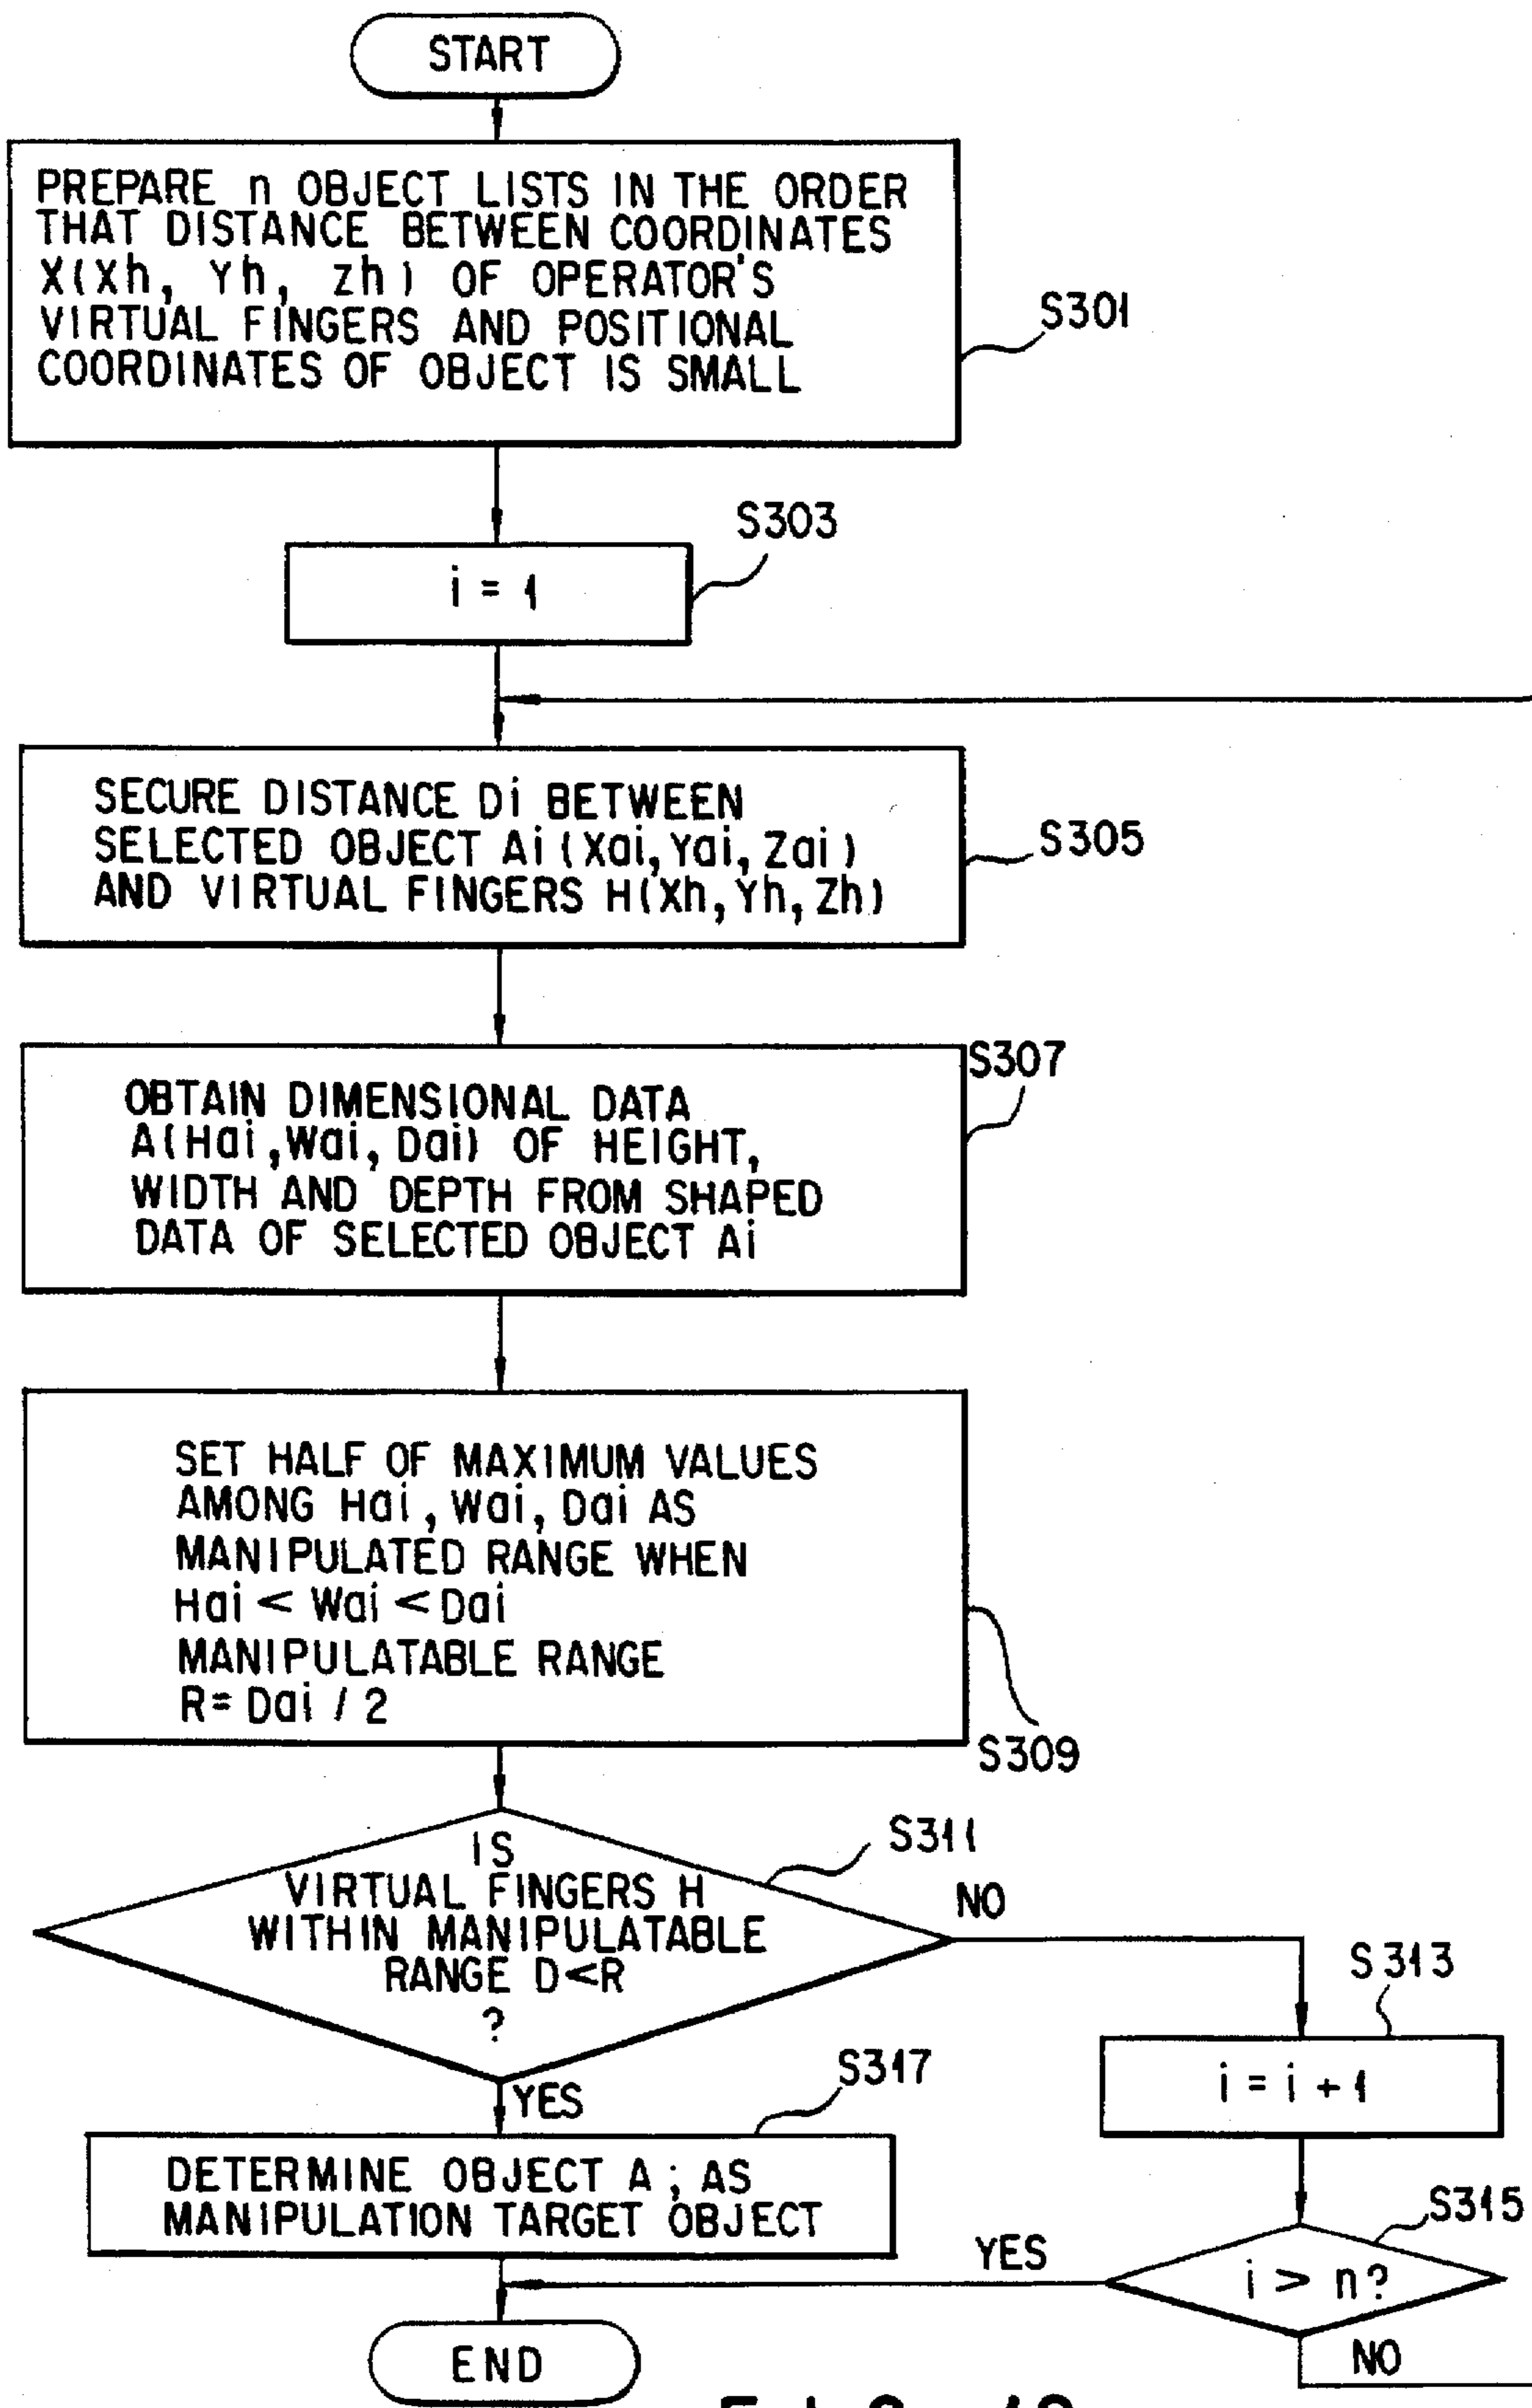 START
PREPARE n OBJECT LISTS IN THE ORDER
THAT DISTANCE BETWEEN COORDINATES
X(Xh, Yh, Zh) OF OPERATOR'S
VIRTUAL FINGERS AND POSITIONAL
COORDINATES OF OBJECT IS SMALL
S301
S303
i = 1
SECURE DISTANCE Di BETWEEN
SELECTED OBJECT Ai (Xai, Yai, Zai)
AND VIRTUAL FINGERS H(Xh, Yh, Zh)
S305
S307
OBTAIN DIMENSIONAL DATA
A(Hai, Wai, Dai) OF HEIGHT,
WIDTH AND DEPTH FROM SHAPED
DATA OF SELECTED OBJECT Ai
SET HALF OF MAXIMUM VALUES
AMONG Hai, Wai, Dai AS
MANIPULATED RANGE WHEN
Hai < Wai < Dai
MANIPULATABLE RANGE
R= Dai / 2
S309
S311
IS
VIRTUAL FINGERS H
WITHIN MANIPULATABLE
RANGE D<R
?
NO
S313
i = i + 1
YES
S317
DETERMINE OBJECT A ; AS
MANIPULATION TARGET OBJECT
S315
i > n?
YES
NO
END